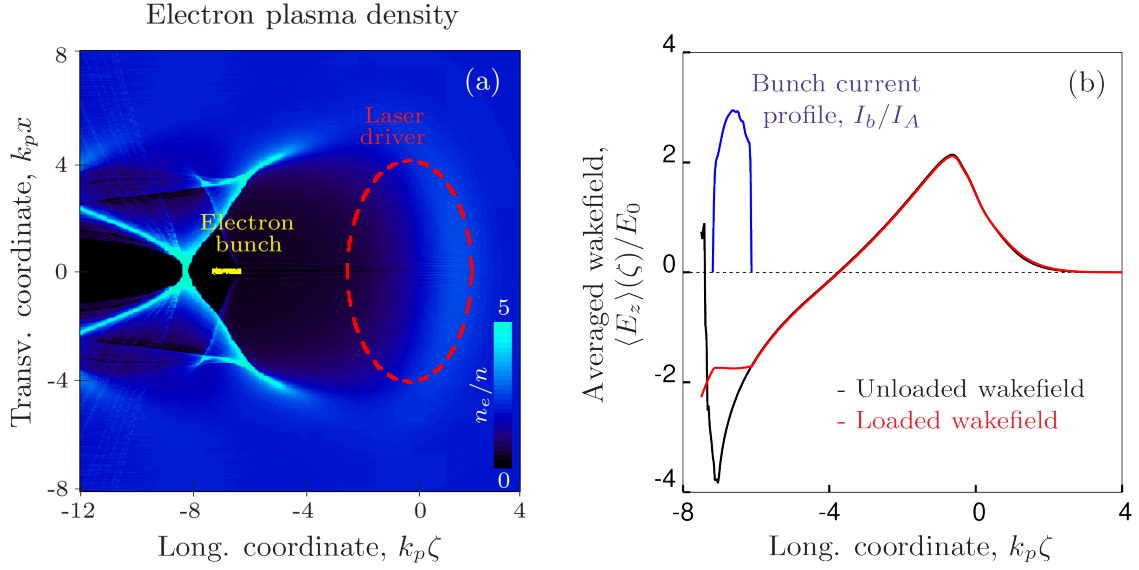 Electron plasma density
(a)
Laser
driver
Electron
bunch
Transv. coordinate, k_p x
8
4
0
-4
-8
-12
-8
-4
0
4
Long. coordinate, k_p ζ
5
n_e/n
0
(b)
Bunch current
profile, I_b/I_A
Averaged wakefield,
⟨E_z⟩(ζ)/E_0
4
2
0
-2
-4
- Unloaded wakefield
- Loaded wakefield
-8
-4
0
4
Long. coordinate, k_p ζ